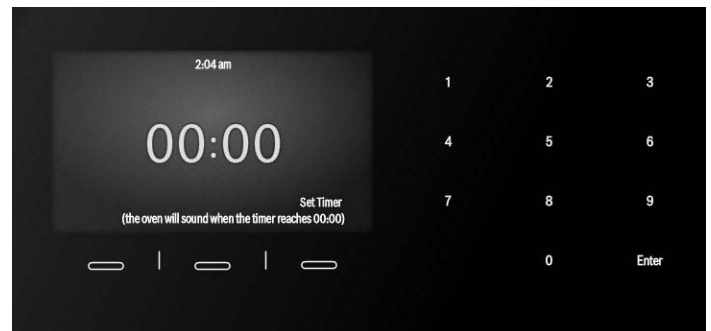 2:04 am
00:00
Set Timer
(the oven will sound when the timer reaches 00:00)
1 2 3
4 5 6
7 8 9
0 Enter